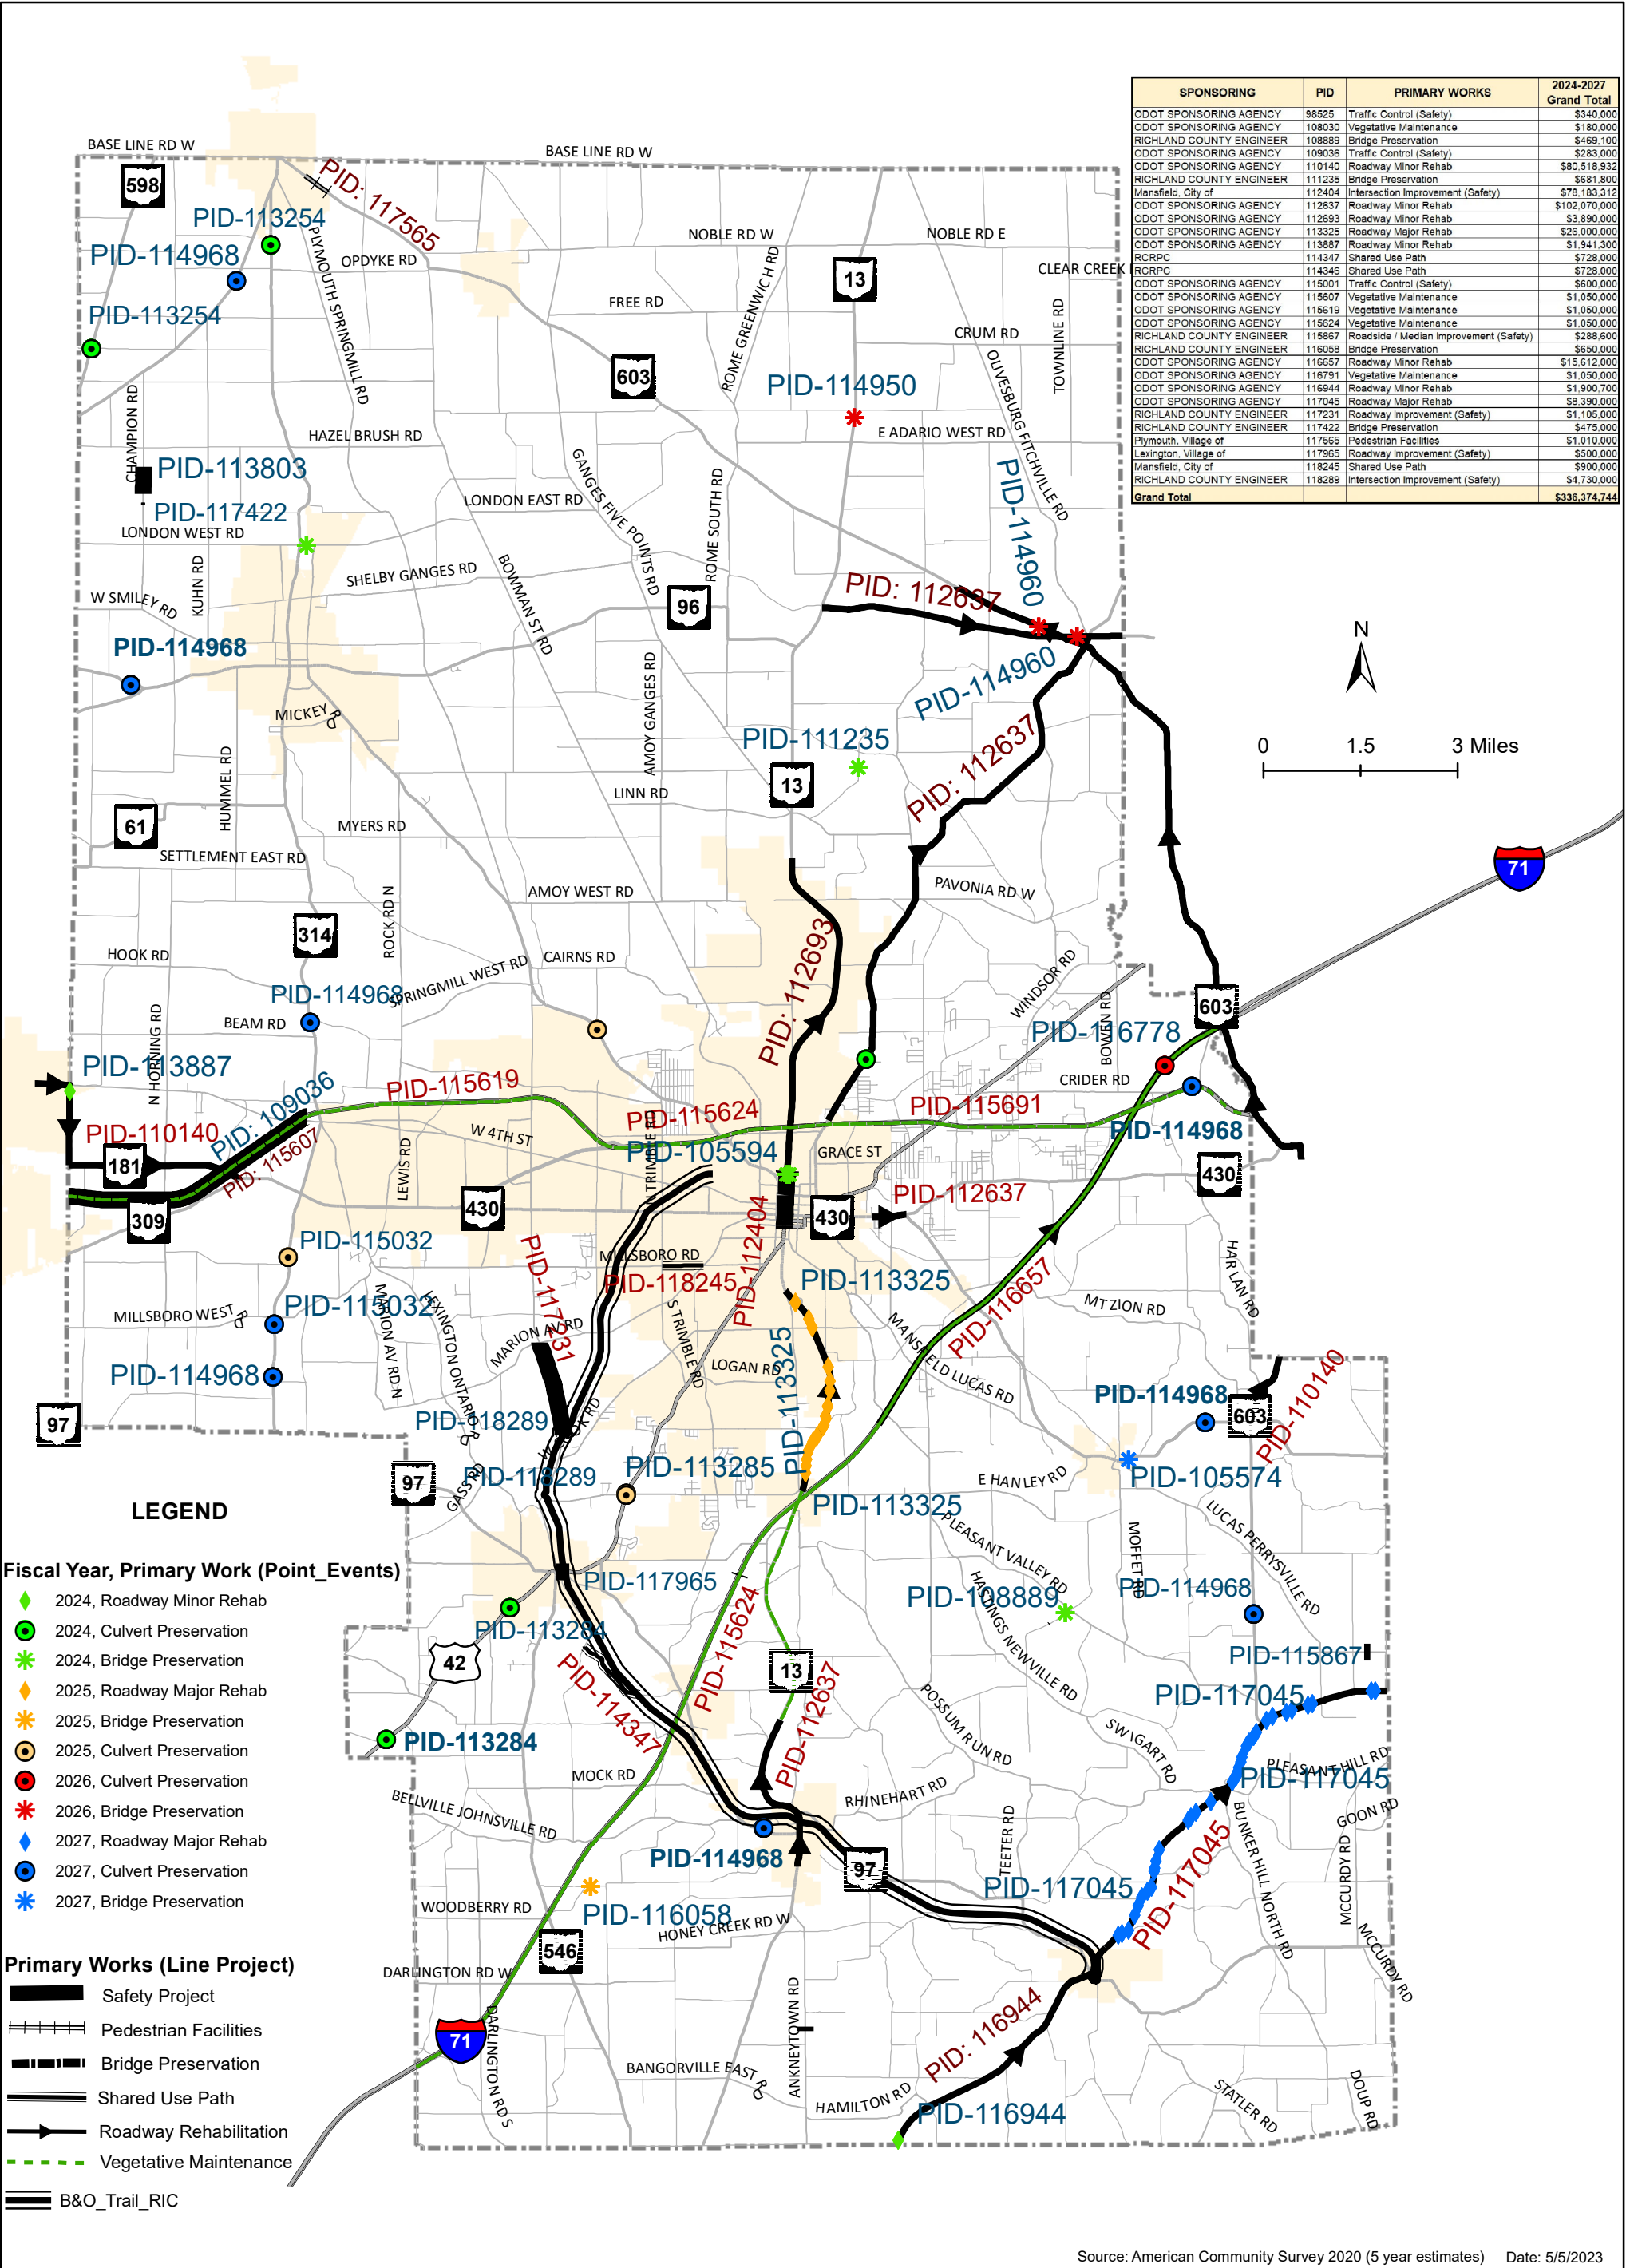 SPONSORING PID PRIMARY WORKS 2024-2027 Grand Total
ODOT SPONSORING AGENCY 98525 Traffic Control (Safety) $340,000
ODOT SPONSORING AGENCY 108030 Vegetative Maintenance $180,000
RICHLAND COUNTY ENGINEER 108889 Bridge Preservation $469,100
ODOT SPONSORING AGENCY 109036 Traffic Control (Safety) $283,000
ODOT SPONSORING AGENCY 110140 Roadway Minor Rehab $80,518,932
RICHLAND COUNTY ENGINEER 111235 Bridge Preservation $681,800
Mansfield, City of 112404 Intersection Improvement (Safety) $78,183,312
ODOT SPONSORING AGENCY 112637 Roadway Minor Rehab $102,070,000
ODOT SPONSORING AGENCY 112693 Roadway Minor Rehab $3,890,000
ODOT SPONSORING AGENCY 113325 Roadway Major Rehab $26,000,000
ODOT SPONSORING AGENCY 113887 Roadway Minor Rehab $1,941,300
RCRPC 114347 Shared Use Path $728,000
RCRPC 114346 Shared Use Path $728,000
ODOT SPONSORING AGENCY 115001 Traffic Control (Safety) $600,000
ODOT SPONSORING AGENCY 115607 Vegetative Maintenance $1,050,000
ODOT SPONSORING AGENCY 115619 Vegetative Maintenance $1,050,000
ODOT SPONSORING AGENCY 115624 Vegetative Maintenance $1,050,000
RICHLAND COUNTY ENGINEER 115867 Roadside / Median Improvement (Safety) $288,600
RICHLAND COUNTY ENGINEER 116058 Bridge Preservation $650,000
ODOT SPONSORING AGENCY 116657 Roadway Minor Rehab $15,612,000
ODOT SPONSORING AGENCY 116791 Vegetative Maintenance $1,050,000
ODOT SPONSORING AGENCY 116944 Roadway Minor Rehab $1,900,700
ODOT SPONSORING AGENCY 117045 Roadway Major Rehab $8,390,000
RICHLAND COUNTY ENGINEER 117231 Roadway Improvement (Safety) $1,105,000
RICHLAND COUNTY ENGINEER 117422 Bridge Preservation $475,000
Plymouth, Village of 117565 Pedestrian Facilities $1,010,000
Lexington, Village of 117965 Roadway Improvement (Safety) $500,000
Mansfield, City of 118245 Shared Use Path $900,000
RICHLAND COUNTY ENGINEER 118289 Intersection Improvement (Safety) $4,730,000
Grand Total $336,374,744
BASE LINE RD W
BASE LINE RD W
598
PID: 117565
PID-113254
NOBLE RD W
NOBLE RD E
PID-114968
OPDYKE RD
PLYMOUTH SPRINGMILL RD
13
CLEAR CREEK
FREE RD
ROME GREENWICH RD
PID-113254
CRUM RD
TOWNLINE RD
603
PID-114950
OLIVESBURG FITCHVILLE RD
CHAMPION RD
HAZEL BRUSH RD
E ADARIO WEST RD
PID-113803
GANGES FIVE POINTS RD
LONDON EAST RD
ROME SOUTH RD
PID-114960
PID-117422
LONDON WEST RD
KUHN RD
SHELBY GANGES RD
BOWMAN ST RD
PID: 112637
W SMILEY RD
96
N
PID-114968
AMOY GANGES RD
PID-114960
MICKEY RD
PID-111235
PID: 112637
0 1.5 3 Miles
HUMMEL RD
13
LINN RD
61
MYERS RD
SETTLEMENT EAST RD
71
AMOY WEST RD
PAVONIA RD W
ROCK RD N
314
PID: 112693
HOOK RD
CAIRNS RD
SPRINGMILL WEST RD
WINDSOR RD
PID-114968
BOWEN RD
603
N HORNING RD
BEAM RD
PID-116778
PID-113887
CRIDER RD
PID-115619
PID: 109036
PID-115624
PID-115691
PID-110140
W 4TH ST
N TRIMBLE RD
PID-114968
PID: 115607
PID-105594
GRACE ST
181
LEWIS RD
430
309
430
430
PID-112637
PID-112404
PID-115032
PID-117231
MILLSBORO RD
PID-118245
PID-113325
HARLAN RD
PID-116657
MILLSBORO WEST RD
PID-115032
MARION AV RD N
LEXINGTON ONTARIO RD
MARION AV RD
S TRIMBLE RD
MT ZION RD
PID-113325
MANSFIELD LUCAS RD
PID-114968
LOGAN RD
PID-110140
PID-114968
97
603
PID-118289
W COOK RD
97
PID-118289
PID-113285
GASS RD
E HANLEY RD
PID-105574
PID-113325
LUCAS PERRYSVILLE RD
PLEASANT VALLEY RD
MOFFET RD
PID-117965
PID-108889
PID-114968
HASTINGS NEWVILLE RD
PID-115624
PID-113284
42
13
PID-115867
PID-114347
PID-112637
PID-117045
POSSUM RUN RD
SWIGART RD
PID-113284
MOCK RD
PLEASANT HILL RD
PID-117045
BELLVILLE JOHNSVILLE RD
RHINEHART RD
GOON RD
TEETER RD
PID-117045
BUNKER HILL NORTH RD
MCCURDY RD
PID-114968
97
PID-117045
WOODBERRY RD
PID-116058
HONEY CREEK RD W
546
MCCURDY RD
DARLINGTON RD W
ANKNEYTOWN RD
PID: 116944
71
DARLINGTON RD S
BANGORVILLE EAST RD
HAMILTON RD
PID-116944
STATLER RD
DOUP RD
LEGEND
Fiscal Year, Primary Work (Point_Events)
2024, Roadway Minor Rehab
2024, Culvert Preservation
2024, Bridge Preservation
2025, Roadway Major Rehab
2025, Bridge Preservation
2025, Culvert Preservation
2026, Culvert Preservation
2026, Bridge Preservation
2027, Roadway Major Rehab
2027, Culvert Preservation
2027, Bridge Preservation
Primary Works (Line Project)
Safety Project
Pedestrian Facilities
Bridge Preservation
Shared Use Path
Roadway Rehabilitation
Vegetative Maintenance
B&O_Trail_RIC
Source: American Community Survey 2020 (5 year estimates) Date: 5/5/2023